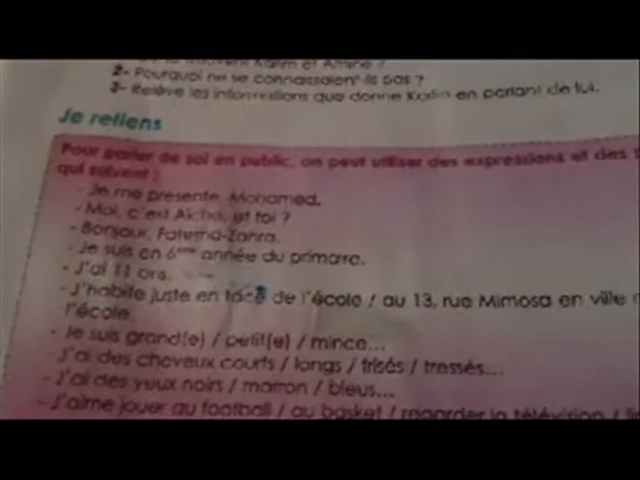 Karim et Amine ?
2- Pourquoi ne se connaissaient-ils pas ?
3- Relève les informations que donne Karim en parlant de lui.
Je retiens
Pour parler de soi en public, on peut utiliser des expressions et des
qui suivent :
- Je me présente, Mohamed.
- Moi, c'est Aïcha, et toi ?
- Bonjour, Fatema-Zahra.
- Je suis en 6ème année du primaire.
- J'ai 11 ans.
- J'habite juste en face de l'école / au 13, rue Mimosa en ville
l'école.
- Je suis grand(e) / petit(e) / mince...
- J'ai des cheveux courts / longs / frisés / tressés...
- J'ai des yeux noirs / marron / bleus...
- J'aime jouer au football / au basket / regarder la télévision /